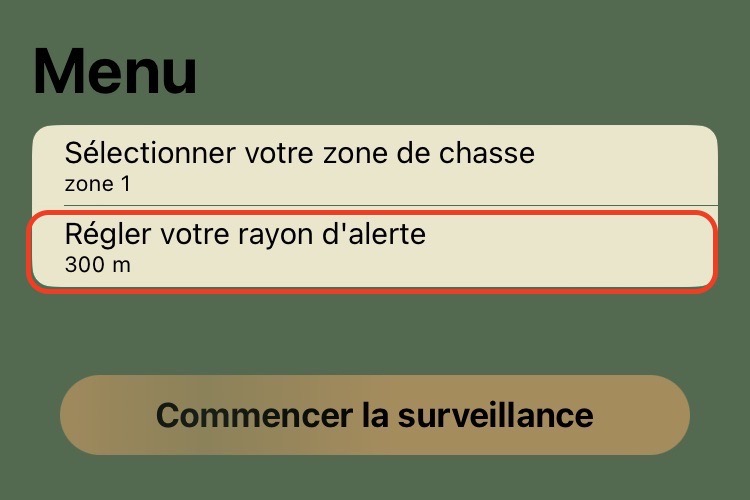 Menu
Sélectionner votre zone de chasse
zone 1
Régler votre rayon d'alerte
300 m
Commencer la surveillance